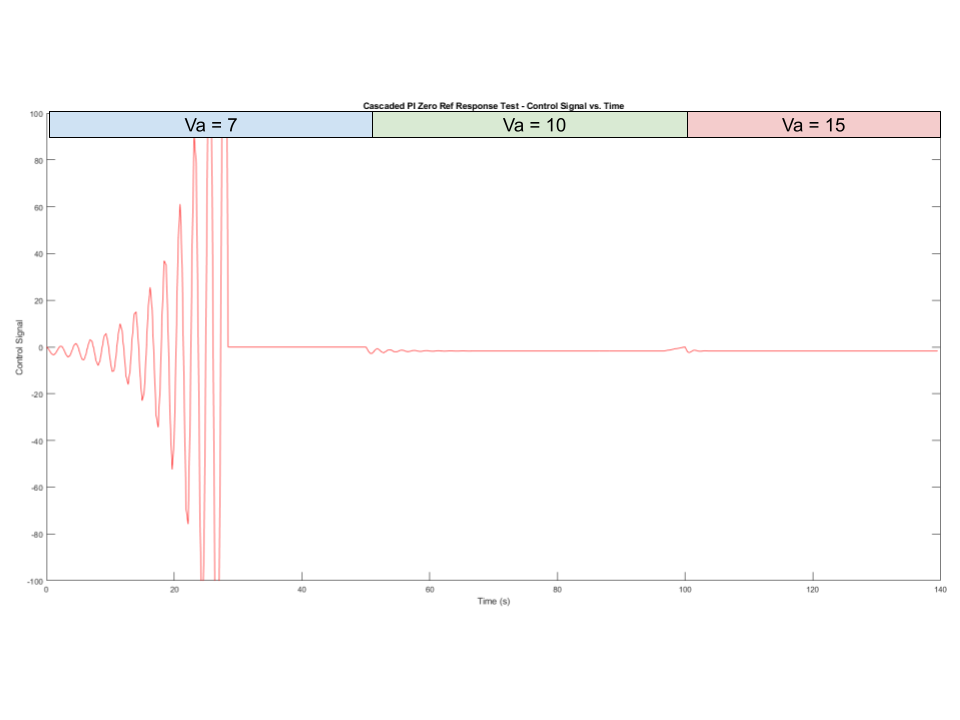 Cascaded PI Zero Ref Response Test - Control Signal vs. Time
Va = 7
Va = 10
Va = 15
100
80
60
40
20
0
-20
-40
-60
-80
-100
Control Signal
0 20 40 60 80 100 120 140
Time (s)